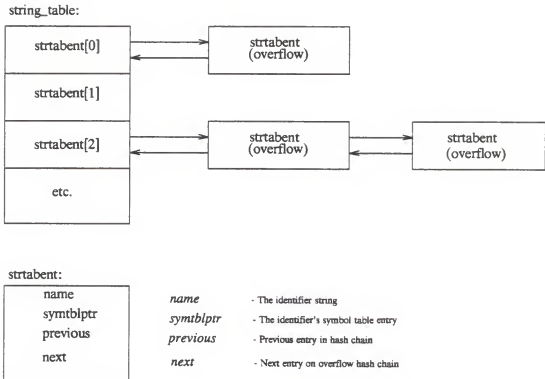 string_table:
strtabent[0]
strtabent
(overflow)
strtabent[1]
strtabent[2]
strtabent
(overflow)
strtabent
(overflow)
etc.
strtabent:
name
symtblptr
previous
next
name - The identifier string
symtblptr - The identifier's symbol table entry
previous - Previous entry in hash chain
next - Next entry on overflow hash chain